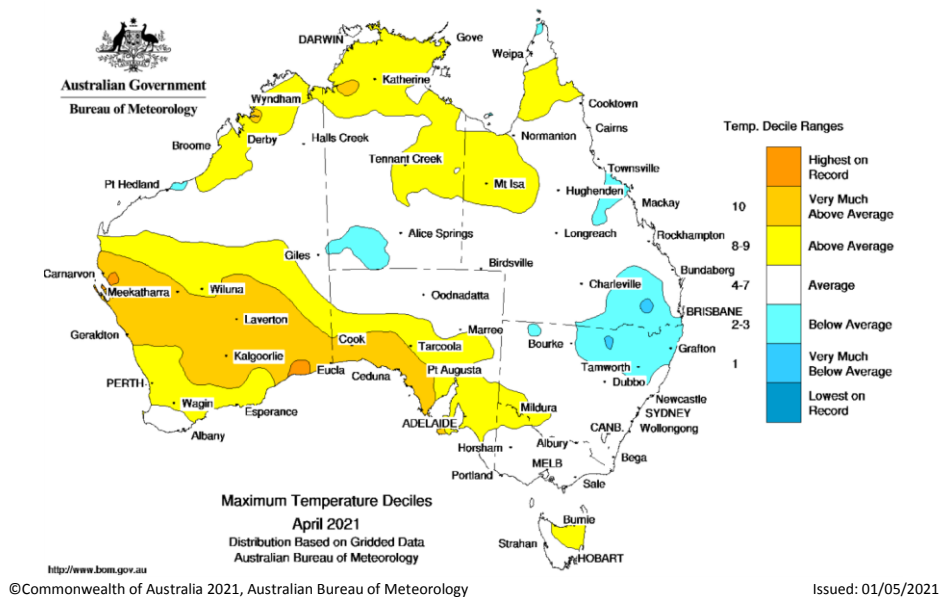 Australian Government
Bureau of Meteorology
DARWIN
Gove
Weipa
Katherine
Wyndham
Cooktown
Cairns
Derby
Halls Creek
Normanton
Broome
Tennant Creek
Townsville
Mt Isa
Pt Hedland
Hughenden
Mackay
Alice Springs
Longreach
Rockhampton
Giles
Birdsville
Carnarvon
Bundaberg
Meekatharra
Wiluna
Charleville
Oodnadatta
BRISBANE
Laverton
Geraldton
Marree
Cook
Tarcoola
Bourke
Grafton
Kalgoorlie
Eucla
Ceduna
Pt Augusta
Tamworth
PERTH
Dubbo
Newcastle
Wagin
Esperance
Mildura
SYDNEY
ADELAIDE
CANB.
Wollongong
Albany
Horsham
Albury
Bega
MELB
Portland
Sale
Burnie
Strahan
HOBART
Temp. Decile Ranges
Highest on
Record
10
Very Much
Above Average
8-9
Above Average
4-7
Average
2-3
Below Average
1
Very Much
Below Average
Lowest on
Record
Maximum Temperature Deciles
April 2021
Distribution Based on Gridded Data
Australian Bureau of Meteorology
http://www.bom.gov.au
©Commonwealth of Australia 2021, Australian Bureau of Meteorology
Issued: 01/05/2021